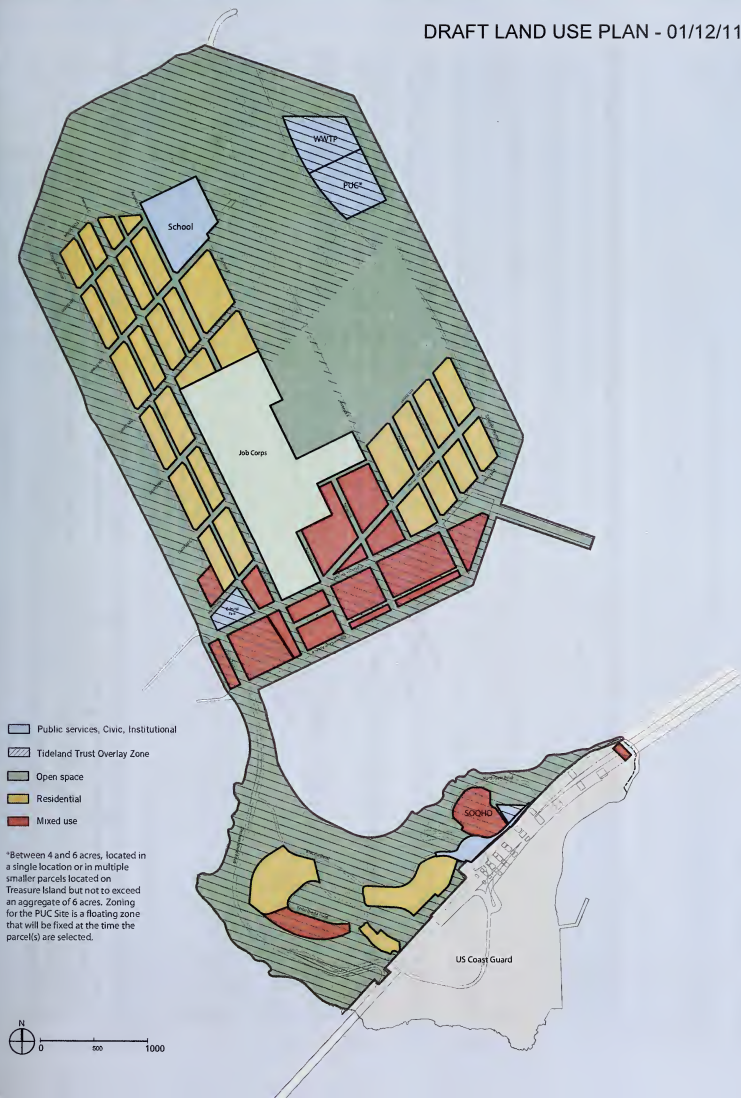 DRAFT LAND USE PLAN - 01/12/11
WWTP
PUC*
School
Job Corps
SOQHD
US Coast Guard
Public services, Civic, Institutional
Tideland Trust Overlay Zone
Open space
Residential
Mixed use
*Between 4 and 6 acres, located in
a single location or in multiple
smaller parcels located on
Treasure Island but not to exceed
an aggregate of 6 acres. Zoning
for the PUC Site is a floating zone
that will be fixed at the time the
parcel(s) are selected.
N
0 500 1000